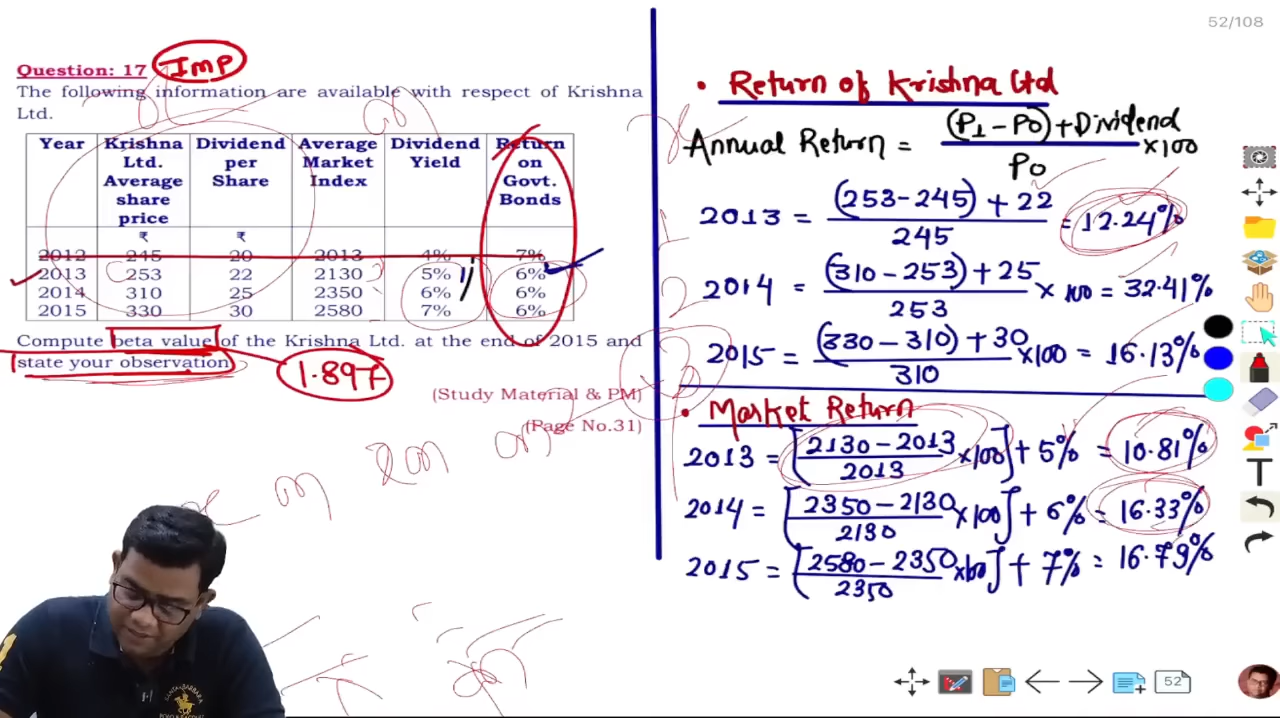 52/108
Question: 17 Imp
The following information are available with respect of Krishna
Ltd.
Year Krishna Ltd. Average share price Dividend per Share Average Market Index Dividend Yield Return on Govt. Bonds
₹ ₹
2012 245 20 2013 4% 7%
2013 253 22 2130 5% 6%
2014 310 25 2350 6% 6%
2015 330 30 2580 7% 6%
Compute beta value of the Krishna Ltd. at the end of 2015 and
state your observation
1.897
(Study Material & PM)
(Page No.31)
• Return of Krishna Ltd
Annual Return = (P1 - P0) + Dividend / P0 × 100
2013 = (253 - 245) + 22 / 245 = 12.24%
2014 = (310 - 253) + 25 / 253 × 100 = 32.41%
2015 = (330 - 310) + 30 / 310 × 100 = 16.13%
• Market Return
2013 = [2130 - 2013 / 2013 × 100] + 5% = 10.81%
2014 = [2350 - 2130 / 2130 × 100] + 6% = 16.33%
2015 = [2580 - 2350 / 2350 × 100] + 7% = 16.79%
T
52